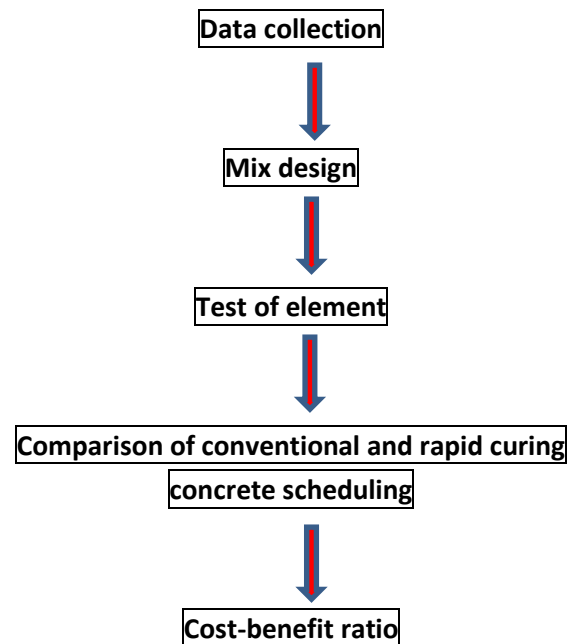 Data collection
Mix design
Test of element
Comparison of conventional and rapid curing
concrete scheduling
Cost-benefit ratio